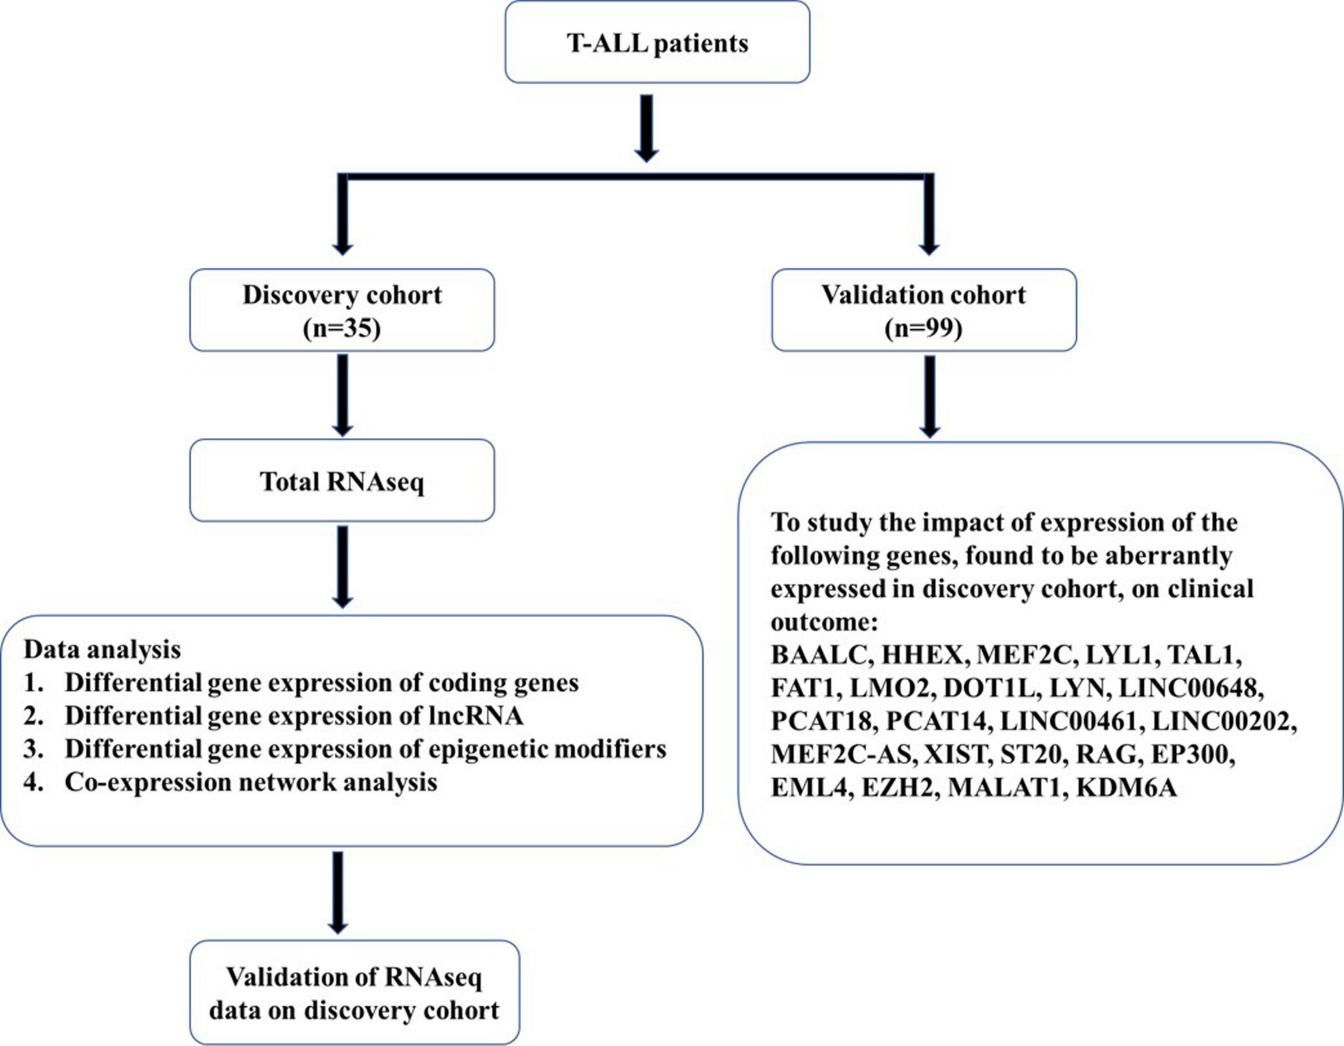 T-ALL patients
Discovery cohort
(n=35)
Validation cohort
(n=99)
Total RNAseq
Data analysis
1. Differential gene expression of coding genes
2. Differential gene expression of lncRNA
3. Differential gene expression of epigenetic modifiers
4. Co-expression network analysis
Validation of RNAseq
data on discovery cohort
To study the impact of expression of the
following genes, found to be aberrantly
expressed in discovery cohort, on clinical
outcome:
BAALC, HHEX, MEF2C, LYL1, TAL1,
FAT1, LMO2, DOT1L, LYN, LINC00648,
PCAT18, PCAT14, LINC00461, LINC00202,
MEF2C-AS, XIST, ST20, RAG, EP300,
EML4, EZH2, MALAT1, KDM6A